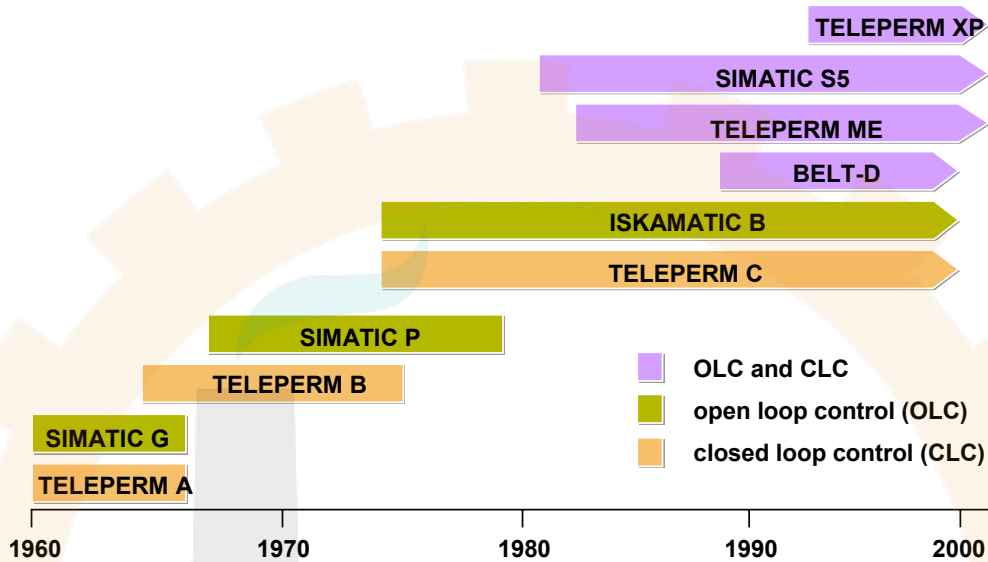 TELEPERM XP
SIMATIC S5
TELEPERM ME
BELT-D
ISKAMATIC B
TELEPERM C
SIMATIC P
TELEPERM B
SIMATIC G
TELEPERM A
OLC and CLC
open loop control (OLC)
closed loop control (CLC)
1960 1970 1980 1990 2000